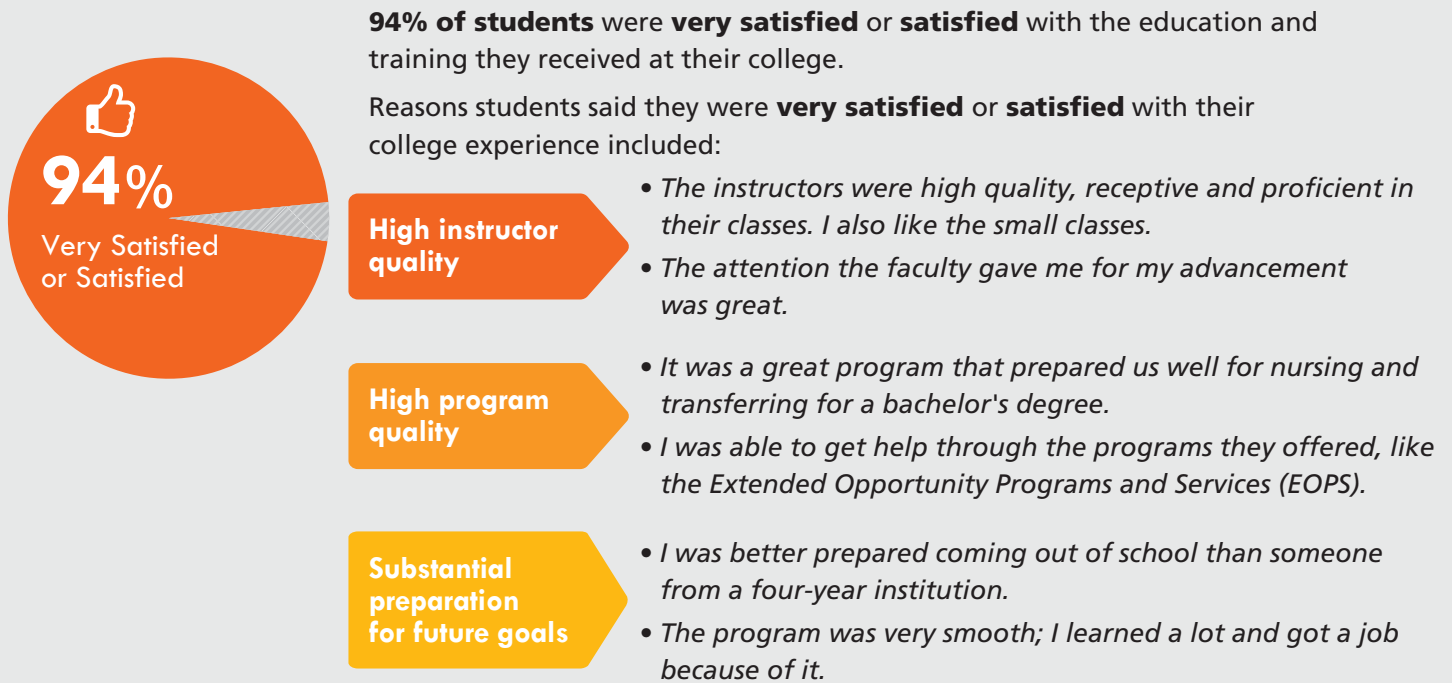 94% of students were very satisfied or satisfied with the education and
training they received at their college.
Reasons students said they were very satisfied or satisfied with their
college experience included:
94%
Very Satisfied
or Satisfied
High instructor
quality
• The instructors were high quality, receptive and proficient in
their classes. I also like the small classes.
• The attention the faculty gave me for my advancement
was great.
High program
quality
• It was a great program that prepared us well for nursing and
transferring for a bachelor's degree.
• I was able to get help through the programs they offered, like
the Extended Opportunity Programs and Services (EOPS).
Substantial
preparation
for future goals
• I was better prepared coming out of school than someone
from a four-year institution.
• The program was very smooth; I learned a lot and got a job
because of it.